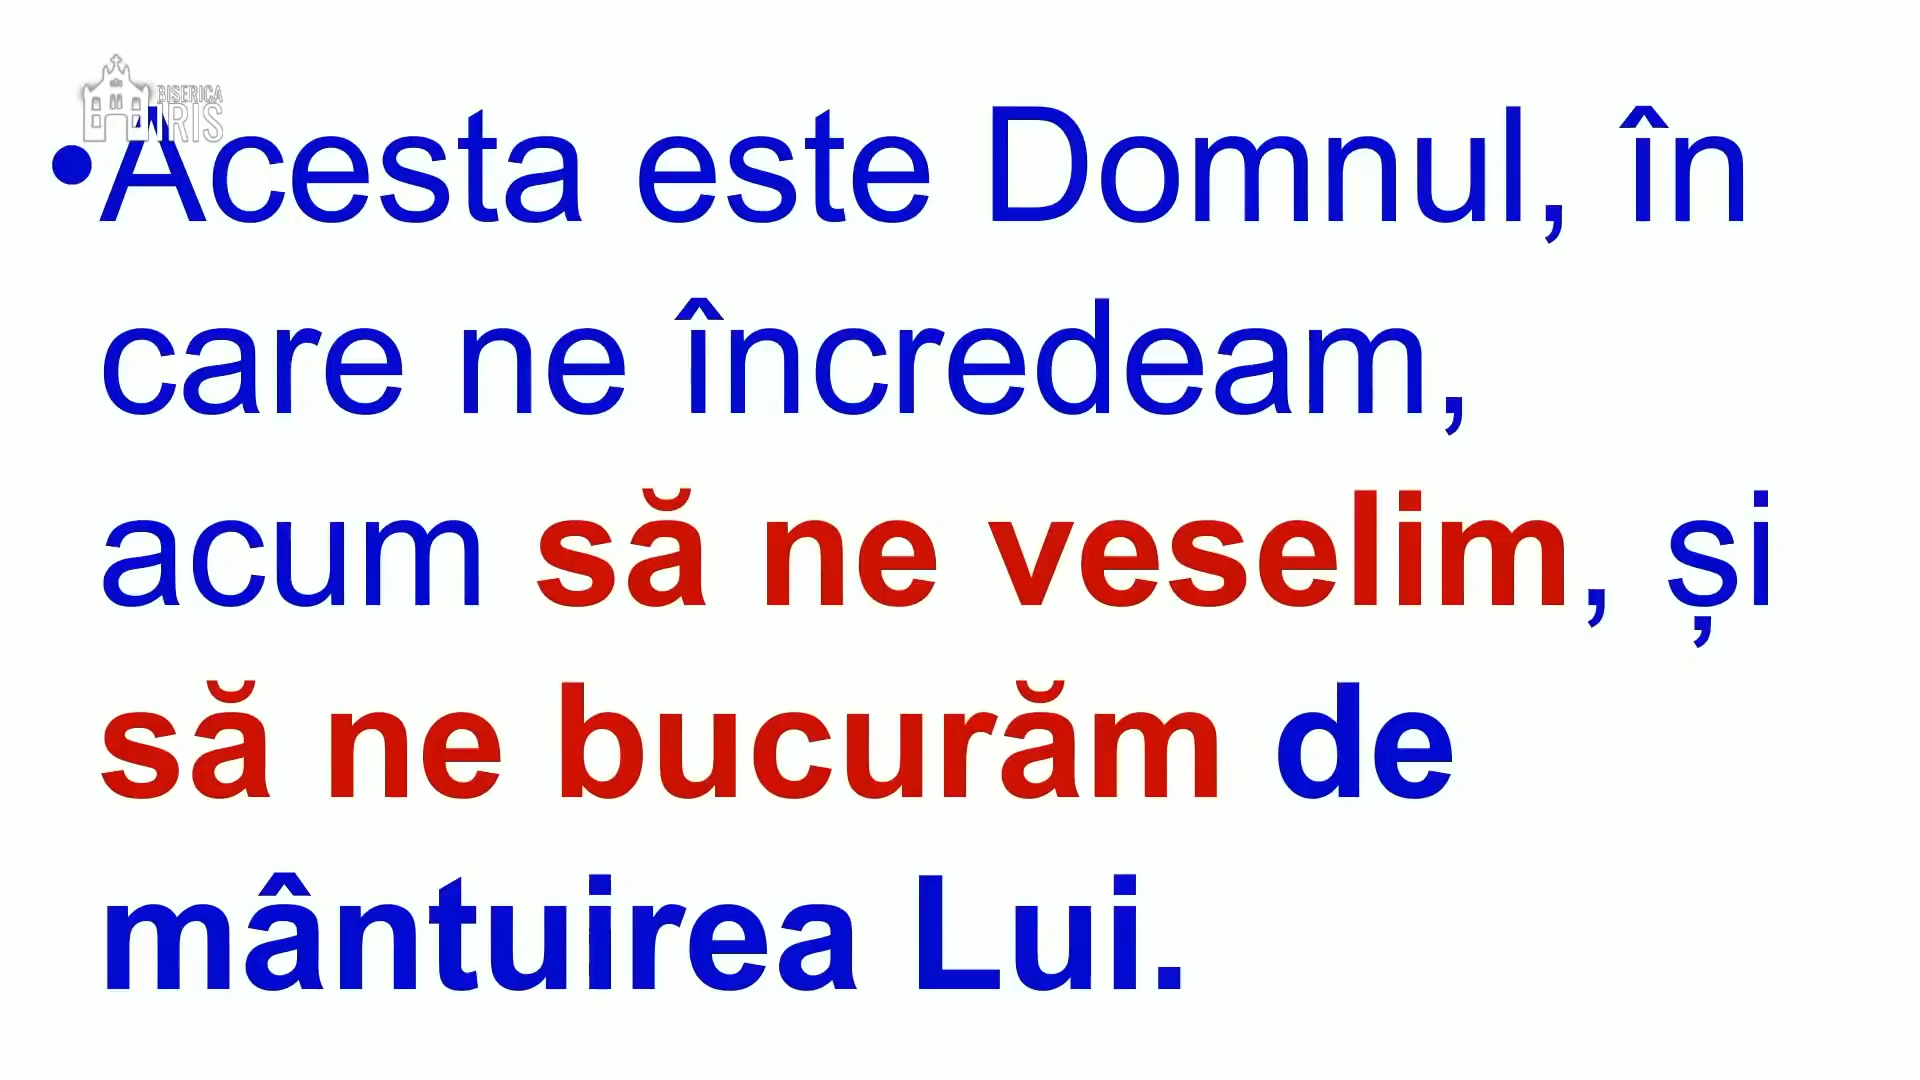 BISERICA
IRIS
•Acesta este Domnul, în
care ne încredeam,
acum să ne veselim, și
să ne bucurăm de
mântuirea Lui.